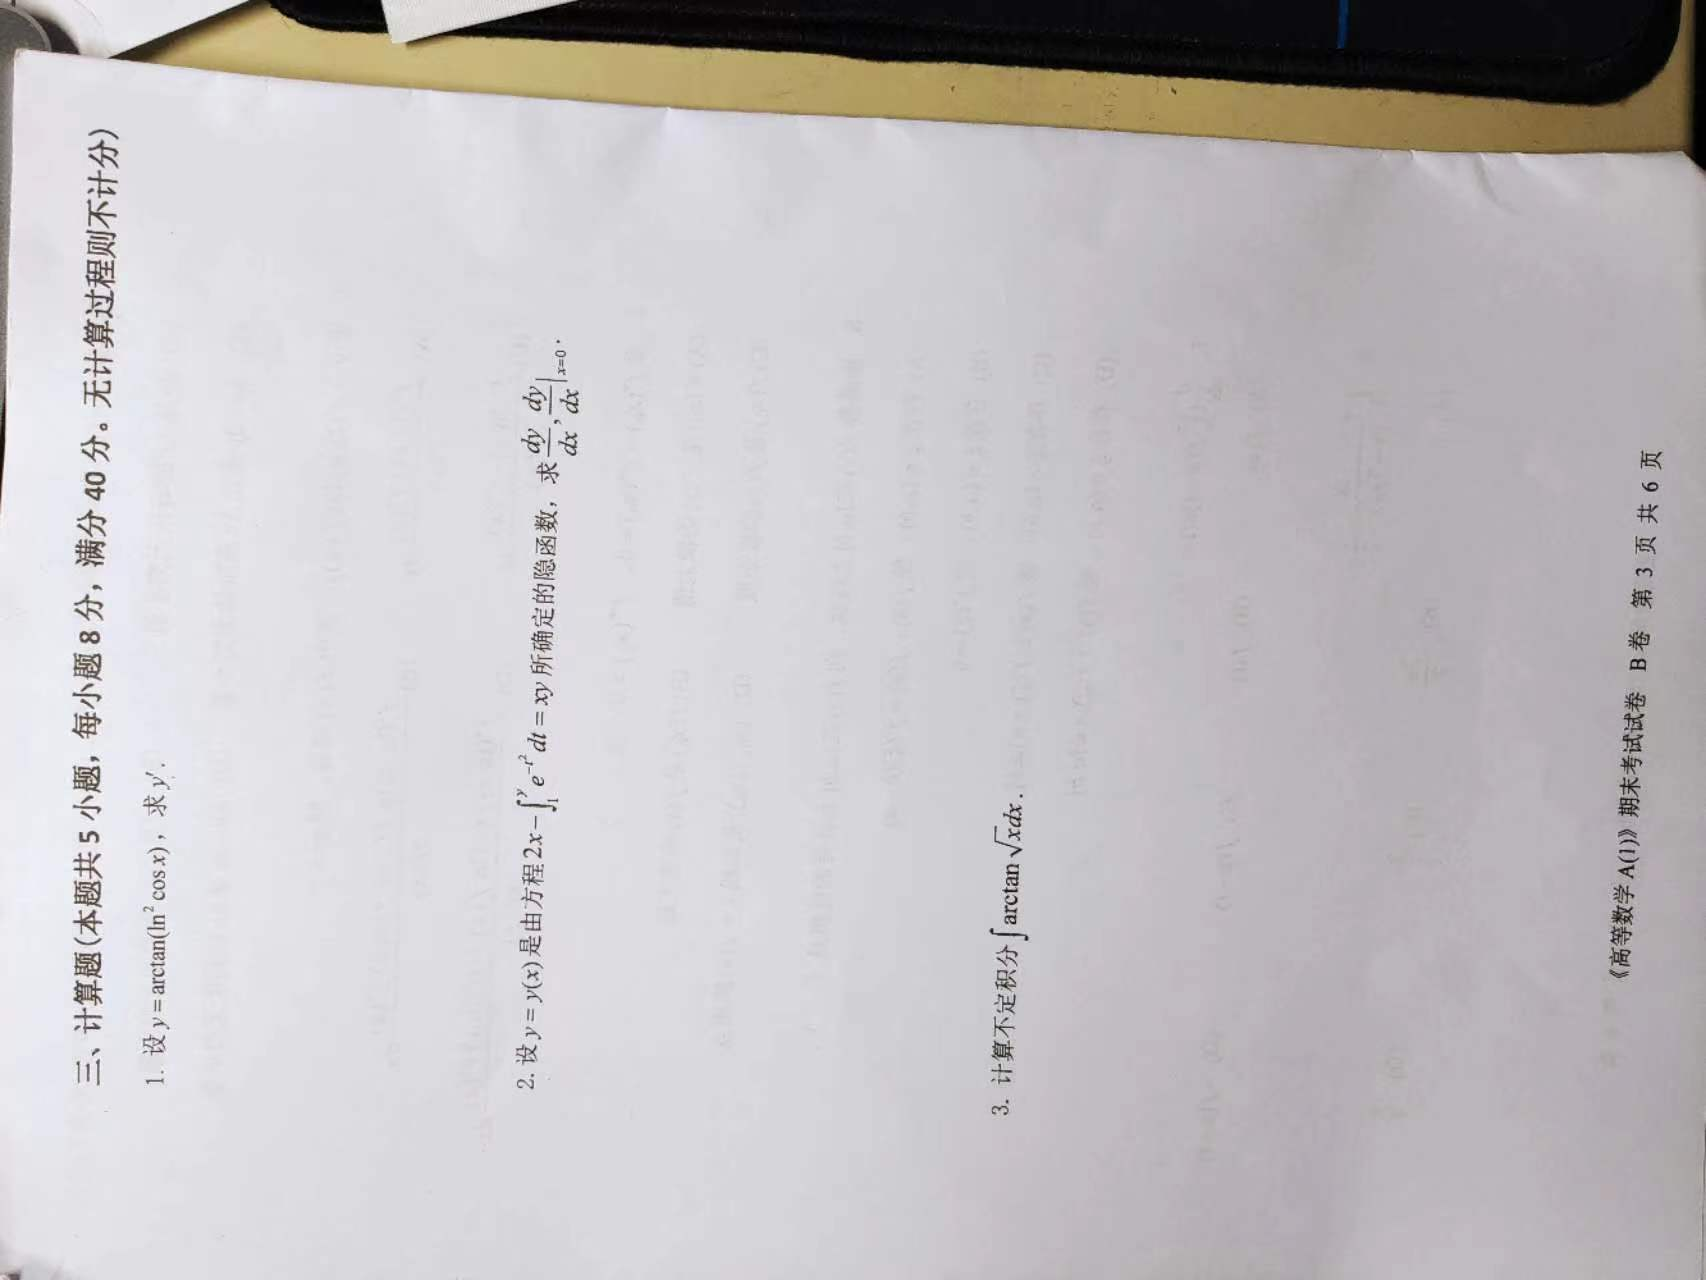 三、计算题(本题共 5 小题，每小题 8 分，满分 40 分。无计算过程则不计分)
1. 设 y = arctan(ln² cos x)，求 y′.
2. 设 y = y(x) 是由方程 2x − ∫₁ʸ e^{−t²} dt = xy 所确定的隐函数，求 dy/dx, dy/dx|ₓ₌₀.
3. 计算不定积分 ∫ arctan √x dx.
《高等数学 A(1)》期末考试试卷 B 卷 第 3 页 共 6 页